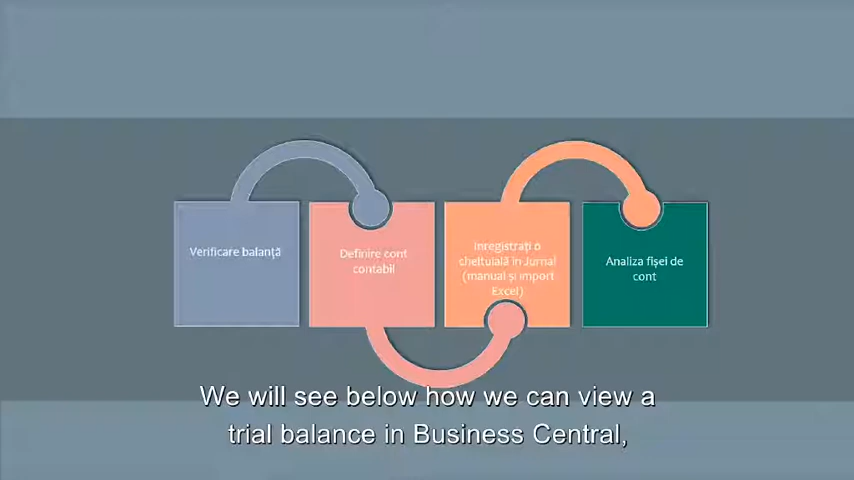 Verificare balanță
Definire cont
contabil
Înregistrați o
cheltuială în Jurnal
(manual și import
Excel)
Analiza fișei de
cont
We will see below how we can view a
trial balance in Business Central,